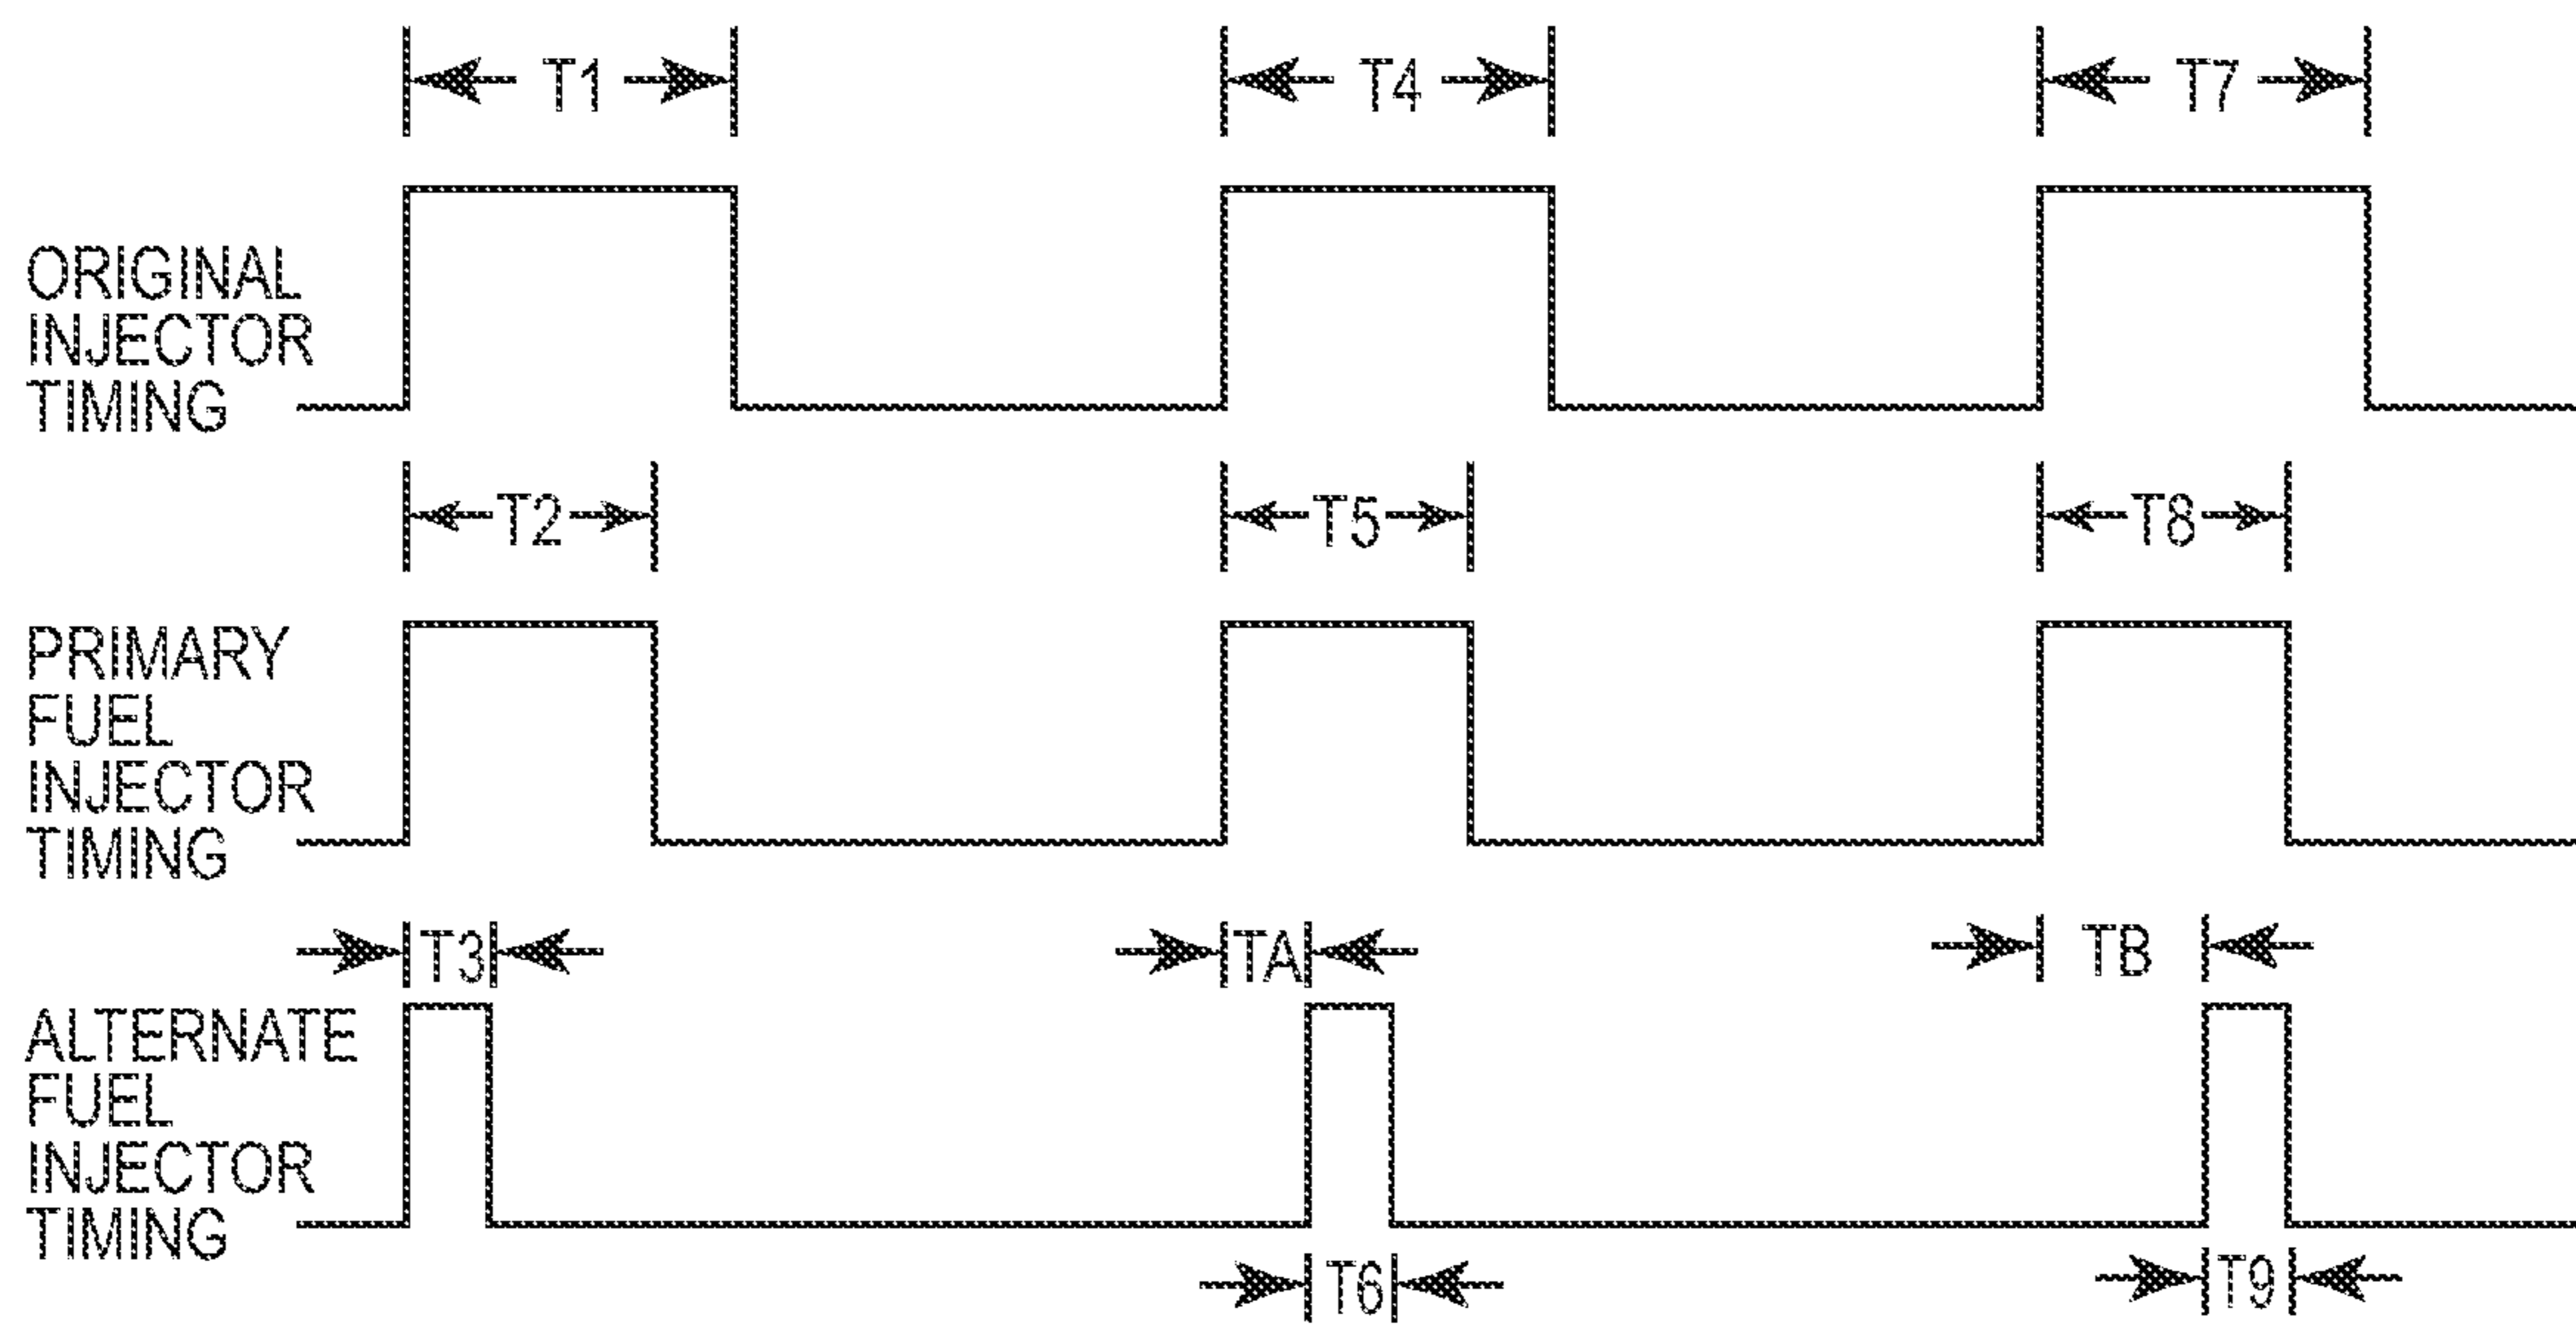 T1 T4 T7
ORIGINAL
INJECTOR
TIMING
T2 T5 T8
PRIMARY
FUEL
INJECTOR
TIMING
T3 TA TB
ALTERNATE
FUEL
INJECTOR
TIMING
T6 T9